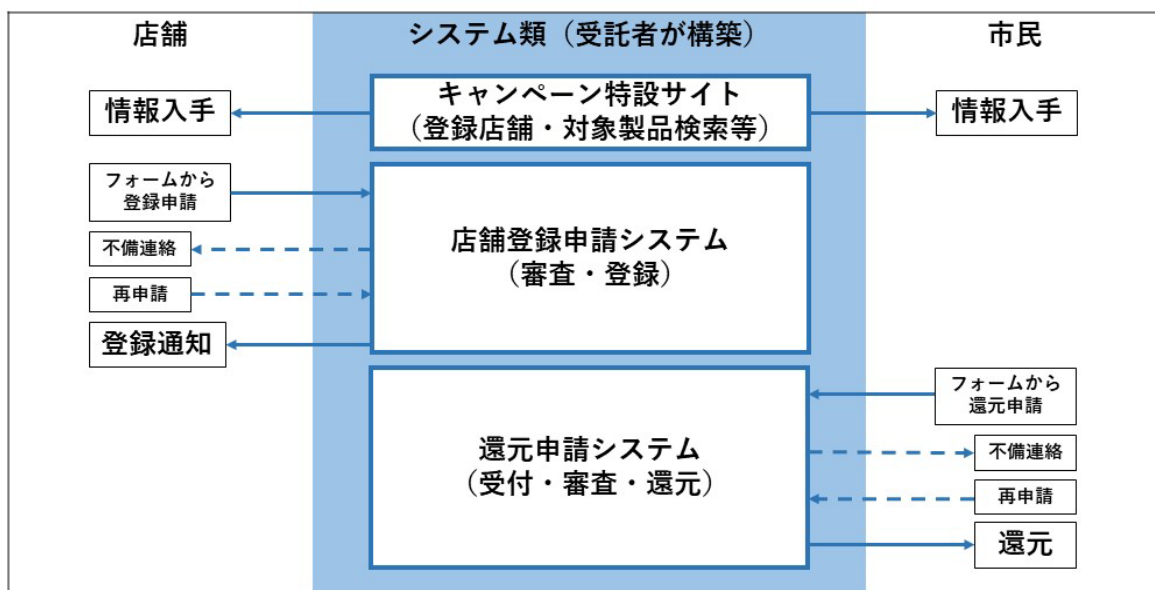 店舗
システム類（受託者が構築）
市民
情報入手
キャンペーン特設サイト
（登録店舗・対象製品検索等）
情報入手
フォームから
登録申請
不備連絡
再申請
登録通知
店舗登録申請システム
（審査・登録）
還元申請システム
（受付・審査・還元）
フォームから
還元申請
不備連絡
再申請
還元